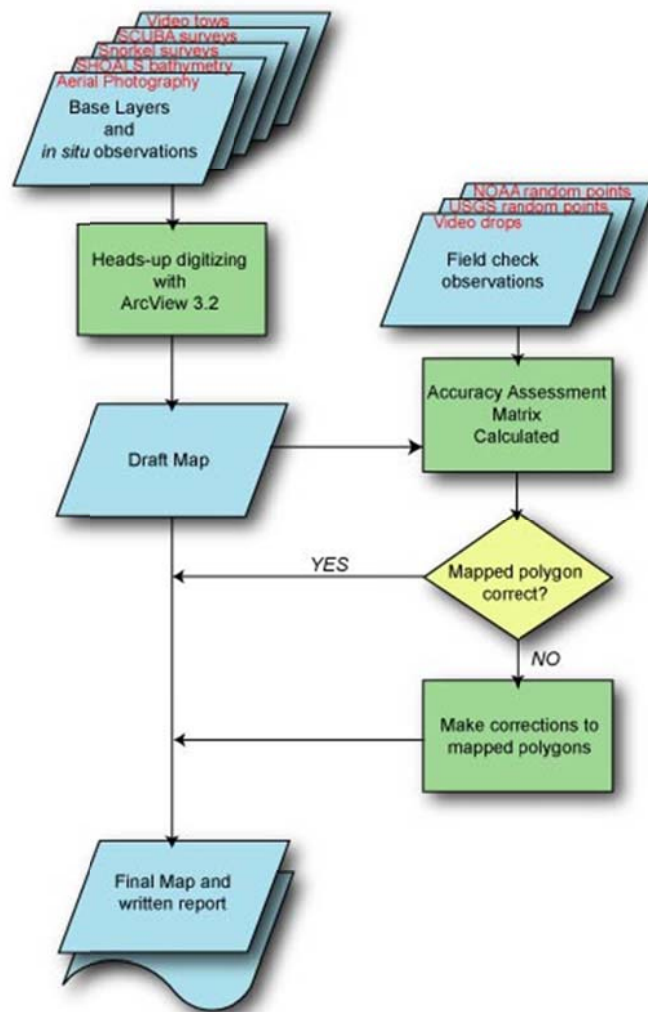 Video tows
SCUBA surveys
Snorkel surveys
SHOALS bathymetry
Aerial Photography
Base Layers
and
in situ observations
NOAA random points
USGS random points
Video drops
Field check
observations
Heads-up digitizing
with
ArcView 3.2
Accuracy Assessment
Matrix
Calculated
Draft Map
YES
Mapped polygon
correct?
NO
Make corrections to
mapped polygons
Final Map and
written report